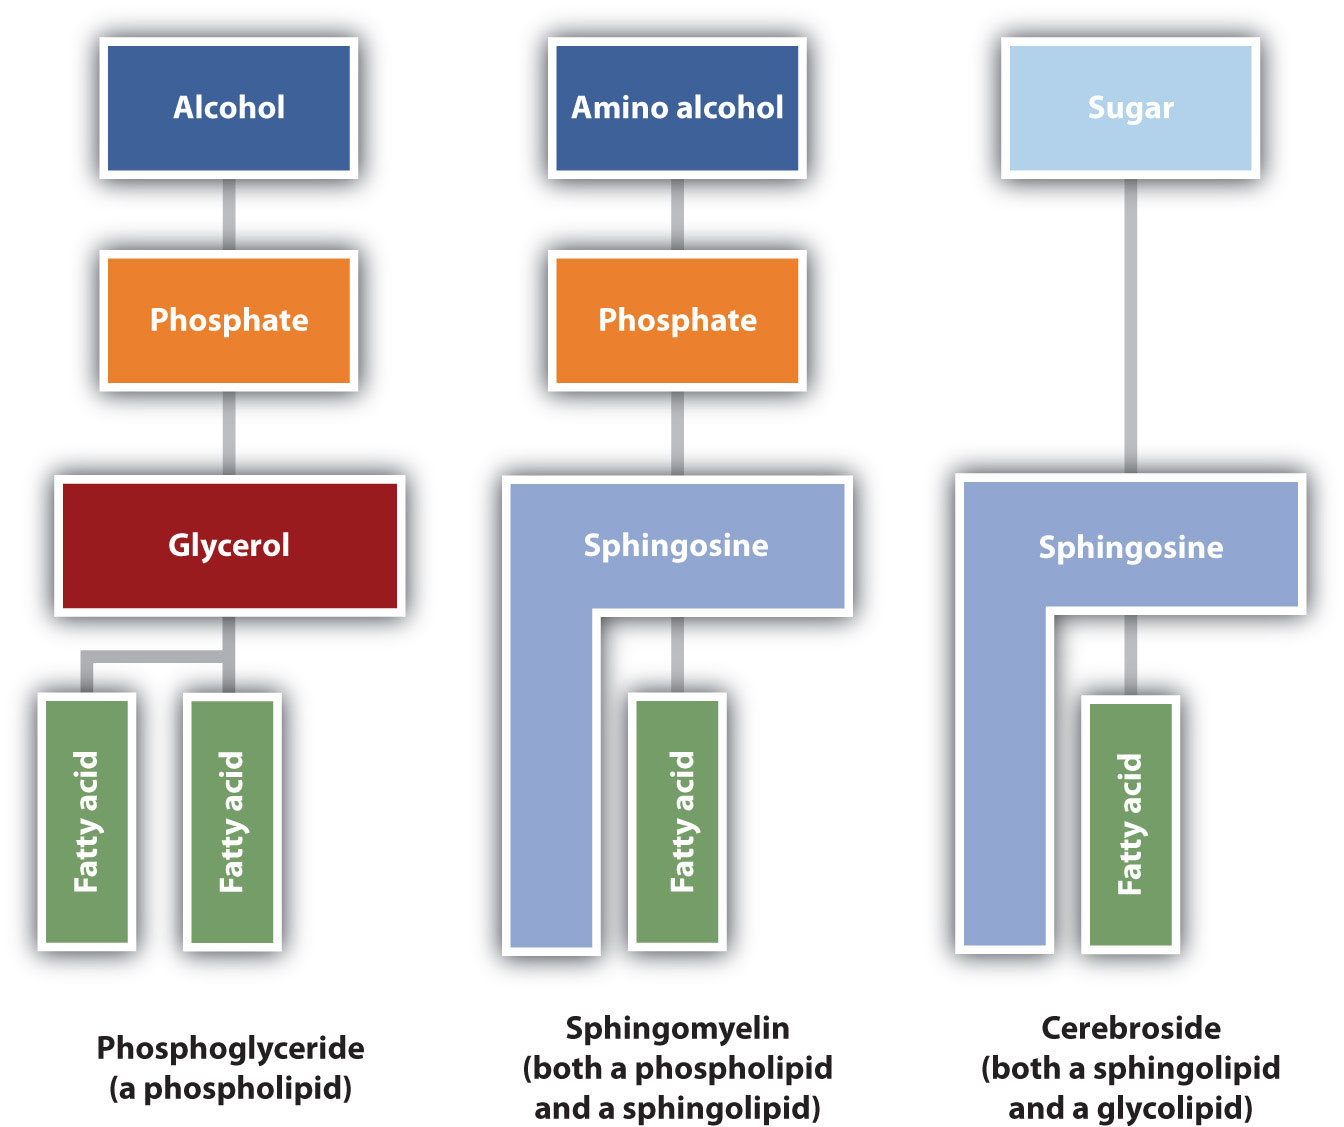 Alcohol
Phosphate
Glycerol
Fatty acid
Fatty acid
Phosphoglyceride
(a phospholipid)
Amino alcohol
Phosphate
Sphingosine
Fatty acid
Sphingomyelin
(both a phospholipid
and a sphingolipid)
Sugar
Sphingosine
Fatty acid
Cerebroside
(both a sphingolipid
and a glycolipid)